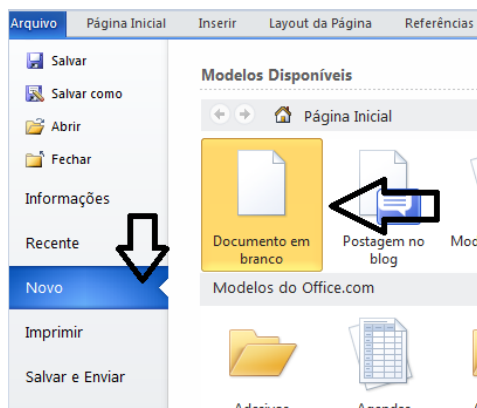 Arquivo Página Inicial Inserir Layout da Página Referências
Salvar
Salvar como
Abrir
Fechar
Informações
Recente
Novo
Imprimir
Salvar e Enviar
Modelos Disponíveis
Página Inicial
Documento em
branco
Postagem no
blog
Modelos do Office.com